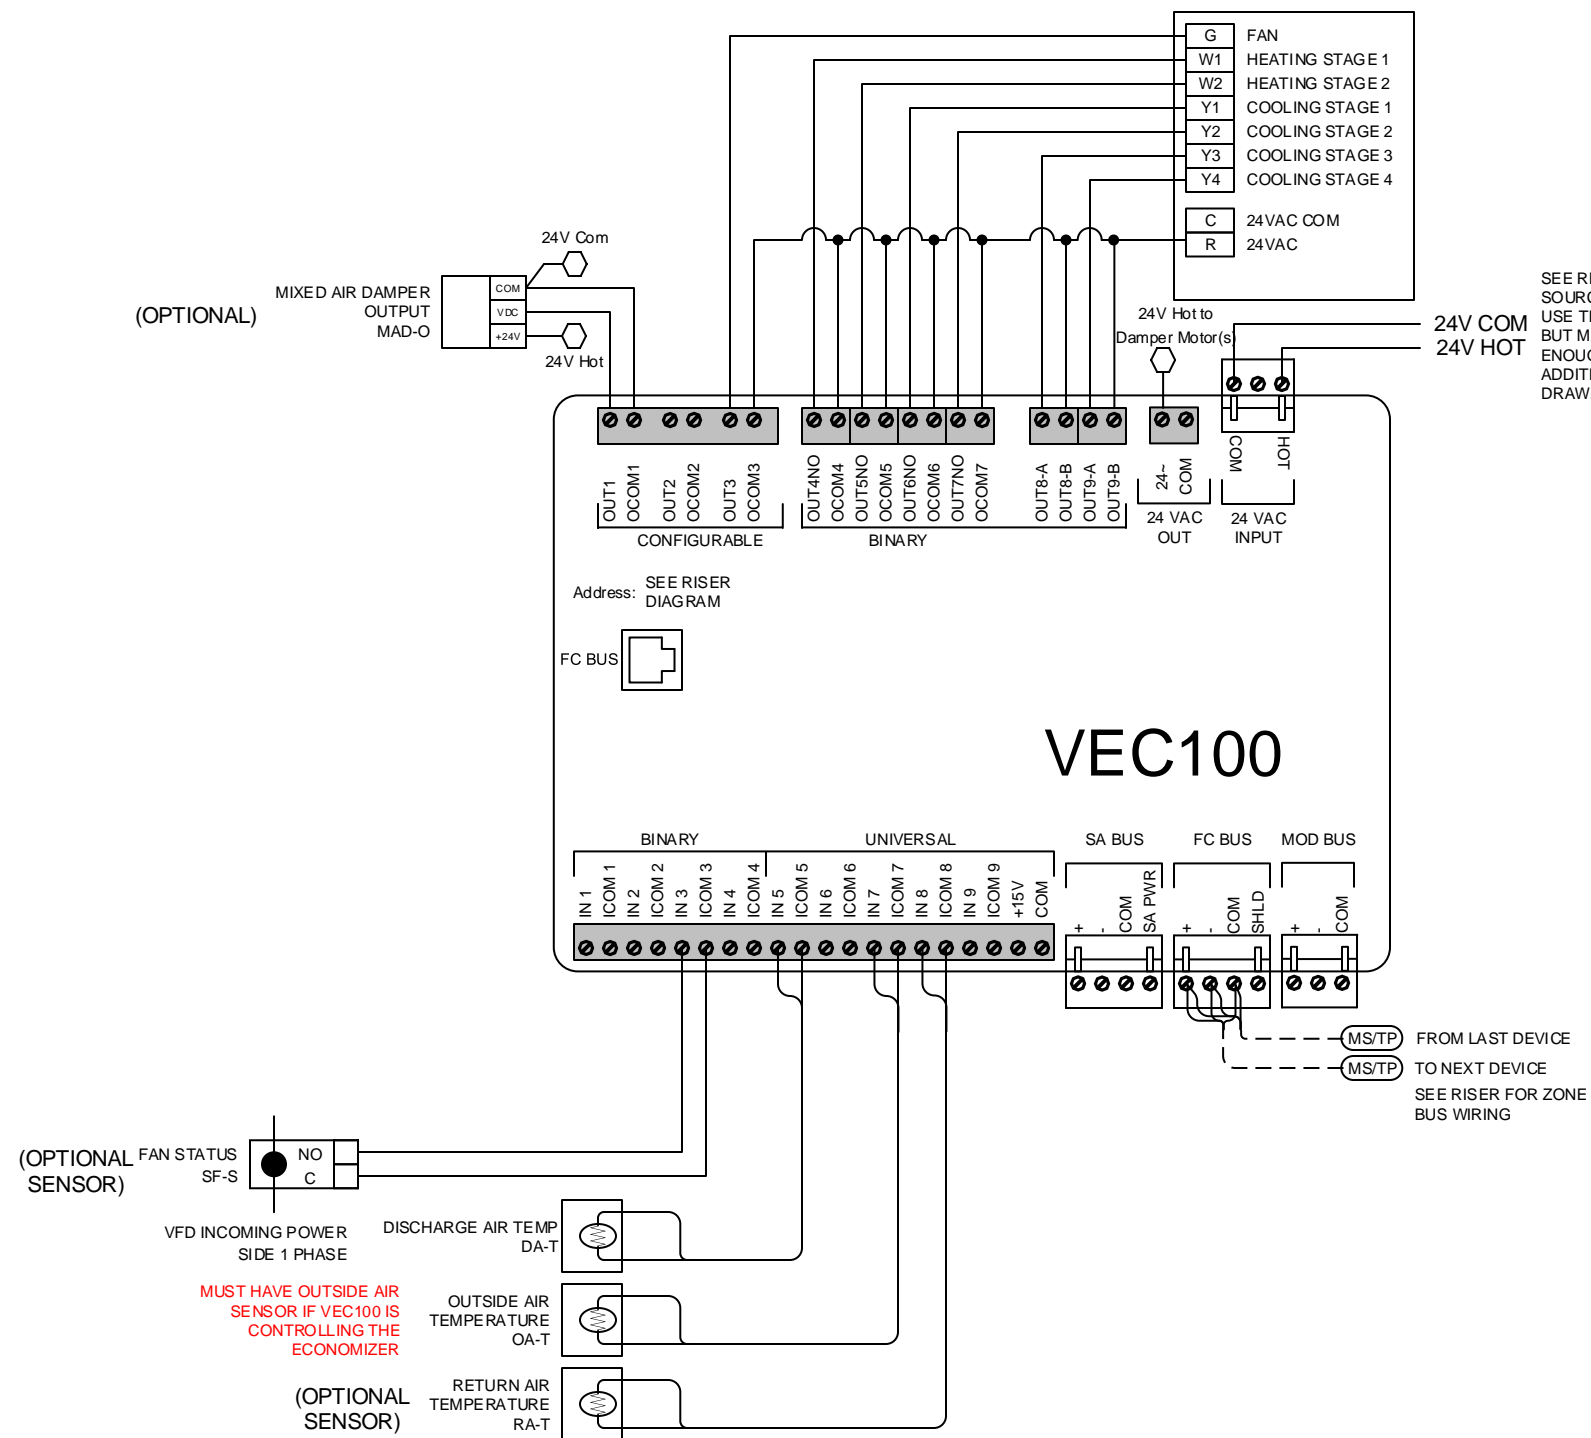 G FAN
W1 HEATING STAGE 1
W2 HEATING STAGE 2
Y1 COOLING STAGE 1
Y2 COOLING STAGE 2
Y3 COOLING STAGE 3
Y4 COOLING STAGE 4
C 24VAC COM
R 24VAC
24V Com
(OPTIONAL)
MIXED AIR DAMPER
OUTPUT
MAD-O
COM
VDC
+24V
24V Hot
24V Hot to
Damper Motor(s)
24V COM
24V HOT
SEE
USE
BUT
OUT1
OCOM1
OUT2
OCOM2
OUT3
OCOM3
CONFIGURABLE
OUT4NO
OCOM4
OUT5NO
OCOM5
OUT6NO
OCOM6
OUT7NO
OCOM7
OUT8-A
OUT8-B
OUT9-A
OUT9-B
BINARY
24~
COM
24 VAC
OUT
COM
HOT
24 VAC
INPUT
Address:
SEE RISER
DIAGRAM
FC BUS
VEC100
BINARY
UNIVERSAL
IN 1
ICOM 1
IN 2
ICOM 2
IN 3
ICOM 3
IN 4
ICOM 4
IN 5
ICOM 5
IN 6
ICOM 6
IN 7
ICOM 7
IN 8
ICOM 8
IN 9
ICOM 9
+15V
COM
SA BUS
+
-
COM
SA PWR
FC BUS
+
-
COM
SHLD
MOD BUS
+
-
COM
MS/TP FROM LAST DEVICE
MS/TP TO NEXT DEVICE
SEE RISER FOR ZONE
BUS WIRING
(OPTIONAL
SENSOR)
FAN STATUS
SF-S
NO
C
VFD INCOMING POWER
SIDE 1 PHASE
DISCHARGE AIR TEMP
DA-T
MUST HAVE OUTSIDE AIR
SENSOR IF VEC100 IS
CONTROLLING THE
ECONOMIZER
OUTSIDE AIR
TEMPERATURE
OA-T
(OPTIONAL
SENSOR)
RETURN AIR
TEMPERATURE
RA-T